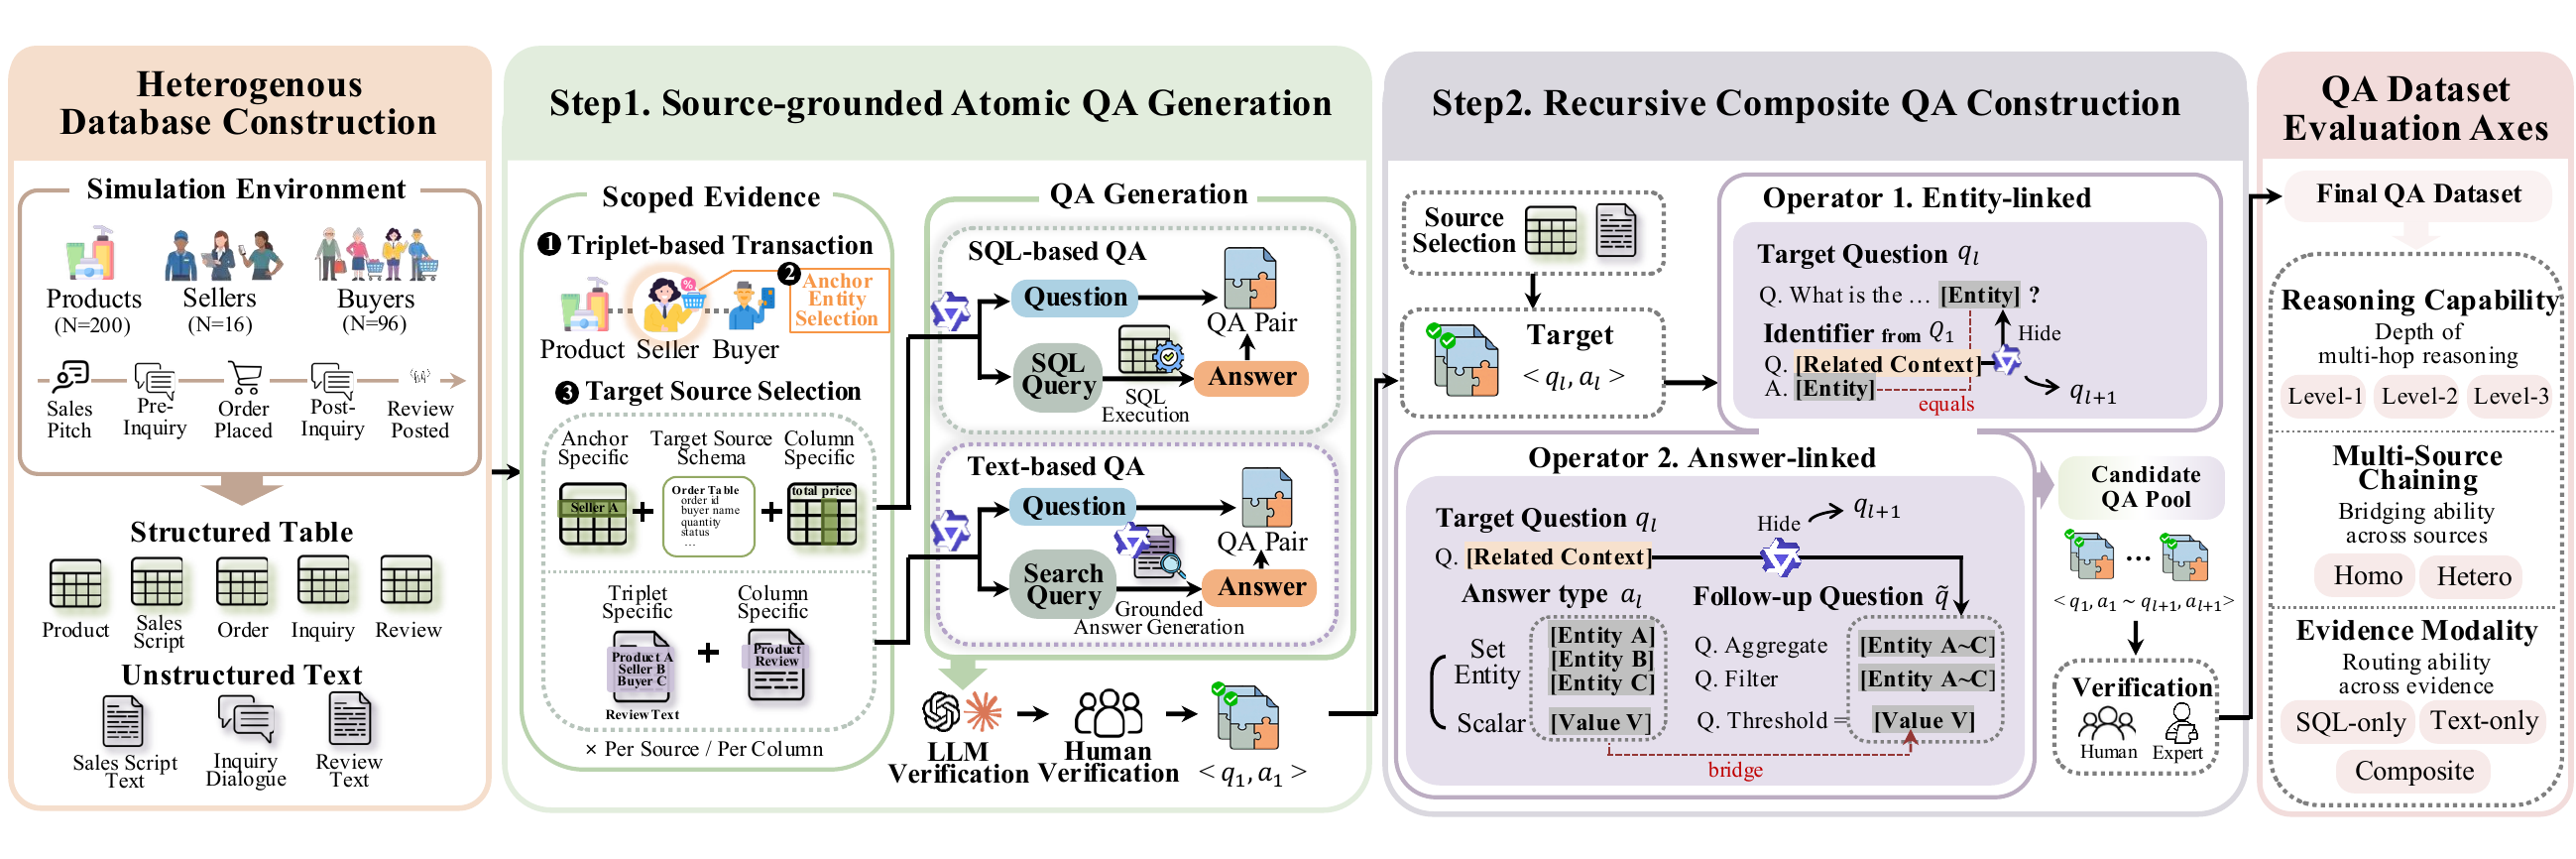 Heterogenous
Database Construction
Simulation Environment
Products
(N=200)
Sellers
(N=16)
Buyers
(N=96)
Sales
Pitch
Pre-
Inquiry
Order
Placed
Post-
Inquiry
Review
Posted
Structured Table
Product
Sales
Script
Order
Inquiry
Review
Unstructured Text
Sales Script
Text
Inquiry
Dialogue
Review
Text
Step1. Source-grounded Atomic QA Generation
Scoped Evidence
1 Triplet-based Transaction
2
Anchor
Entity
Selection
%
Product
Seller
Buyer
3 Target Source Selection
Anchor
Specific
Target Source
Schema
Column
Specific
Seller A
+
Order Table
order id
buyer name
quantity
status
...
+
total price
Triplet
Specific
Column
Specific
Product A
Seller B
Buyer C
+
Product
Review
Review Text
× Per Source / Per Column
QA Generation
SQL-based QA
Question
QA Pair
SQL
Query
SQL
Execution
Answer
Text-based QA
Question
QA Pair
Search
Query
Grounded
Answer Generation
Answer
LLM
Verification
Human
Verification
< q₁, a₁ >
Step2. Recursive Composite QA Construction
Source
Selection
Target
< qₗ, aₗ >
Operator 1. Entity-linked
Target Question qₗ
Q. What is the … [Entity] ?
Identifier from Q₁
Hide
Q. [Related Context]
A. [Entity]
equals
qₗ₊₁
Operator 2. Answer-linked
Target Question qₗ
Hide
qₗ₊₁
Q. [Related Context]
Answer type aₗ
Follow-up Question q̃
Set
Entity
[Entity A]
[Entity B]
[Entity C]
Q. Aggregate
[Entity A~C]
Q. Filter
[Entity A~C]
Scalar
[Value V]
Q. Threshold =
[Value V]
bridge
Candidate
QA Pool
...
< q₁, a₁ ~ qₗ₊₁, aₗ₊₁>
Verification
Human
Expert
QA Dataset
Evaluation Axes
Final QA Dataset
Reasoning Capability
Depth of
multi-hop reasoning
Level-1
Level-2
Level-3
Multi-Source
Chaining
Bridging ability
across sources
Homo
Hetero
Evidence Modality
Routing ability
across evidence
SQL-only
Text-only
Composite